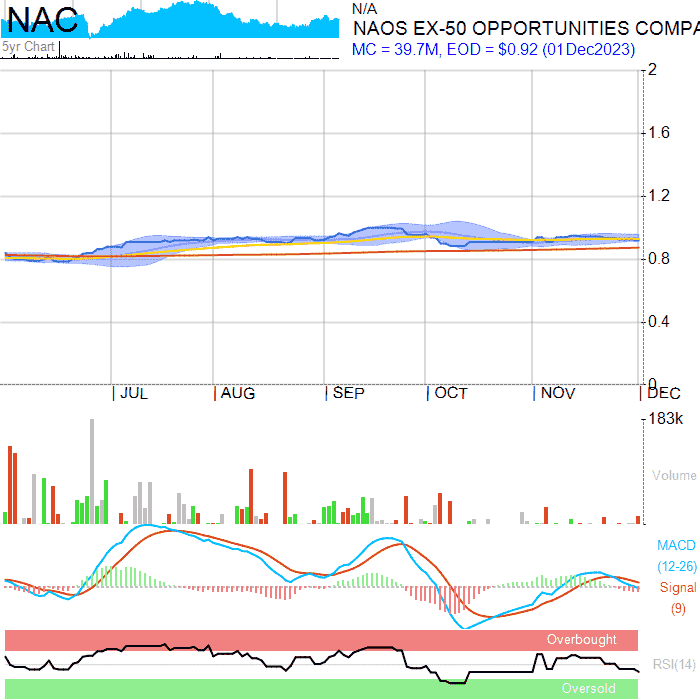 NAC
5yr Chart
N/A
NAOS EX-50 OPPORTUNITIES COMPA
MC = 39.7M, EOD = $0.92 (01Dec2023)
2
1.6
1.2
0.8
0.4
0
JUL AUG SEP OCT NOV DEC
183k
Volume
MACD
(12-26)
Signal
(9)
Overbought
RSI(14)
Oversold